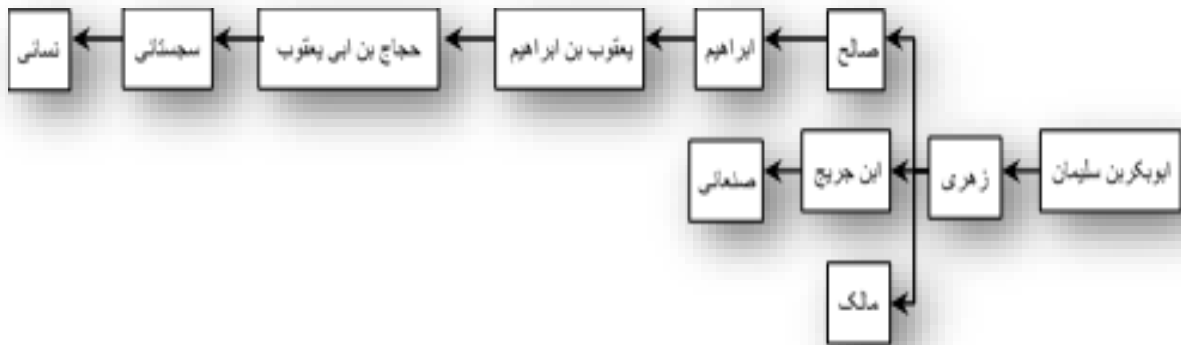 صالح
ابراهیم
یعقوب بن ابراهیم
حجاج بن ابی یعقوب
سجستانی
نسائی
ابوبکربن سلیمان
زهری
ابن جریج
صنعانی
مالک